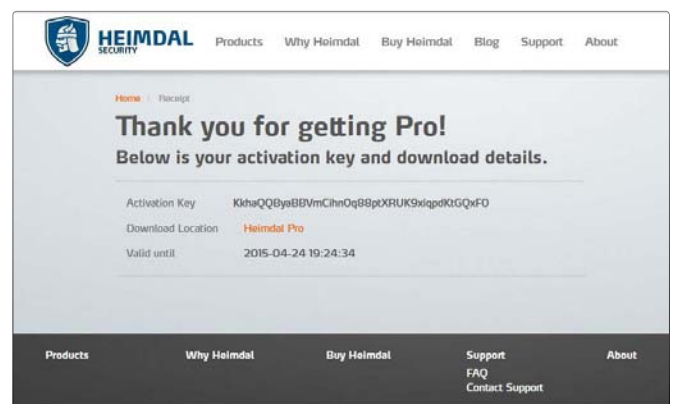 HEIMDAL
SECURITY
Products Why Heimdal Buy Heimdal Blog Support About
Home Receipt
Thank you for getting Pro!
Below is your activation key and download details.
Activation Key KkhaQQByaBBVmCihnOq88ptXRUK9xiqpdKtGQxF0
Download Location Heimdal Pro
Valid until 2015-04-24 19:24:34
Products Why Heimdal Buy Heimdal Support About
FAQ
Contact Support